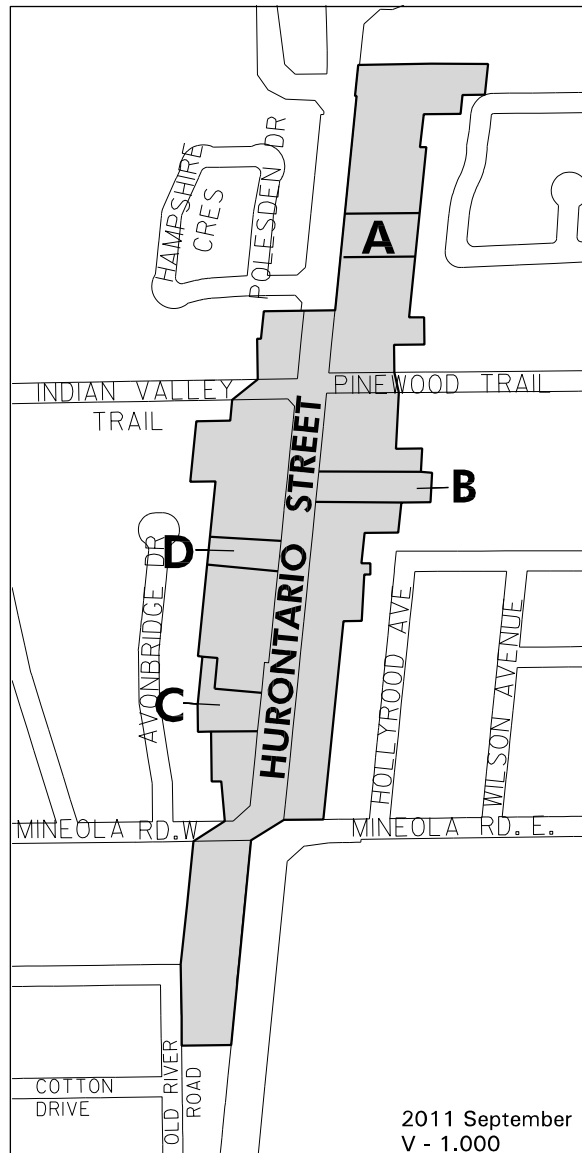 HAMPSHIRE
CRES
POLESDEN DR
A
INDIAN VALLEY
TRAIL
PINEWOOD TRAIL
HURONTARIO STREET
B
D
AVONBRIDGE DR
C
HOLLYROOD AVE
WILSON AVENUE
MINEOLA RD.W
MINEOLA RD. E.
COTTON
DRIVE
OLD RIVER
ROAD
2011 September
V - 1.000